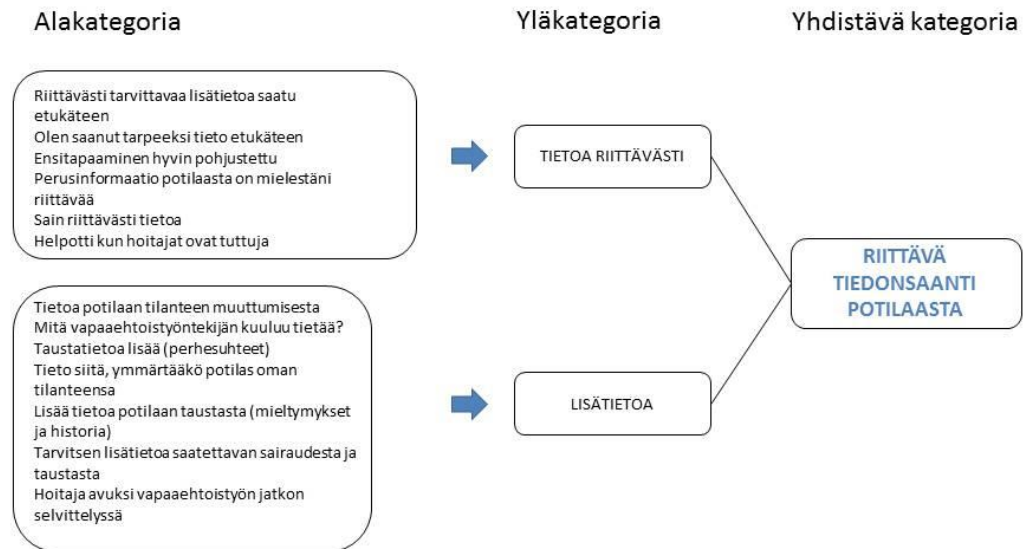 Alakategoria
Yläkategoria
Yhdistävä kategoria
Riittävästi tarvittavaa lisätietoa saatu
etukäteen
Olen saanut tarpeeksi tieto etukäteen
Ensitapaaminen hyvin pohjustettu
Perusinformaatio potilaasta on mielestäni
riittävää
Sain riittävästi tietoa
Helpotti kun hoitajat ovat tuttuja
TIETOA RIITTÄVÄSTI
RIITTÄVÄ
TIEDONSAANTI
POTILAASTA
Tietoa potilaan tilanteen muuttumisesta
Mitä vapaaehtoistyöntekijän kuuluu tietää?
Taustatietoa lisää (perhesuhteet)
Tieto siitä, ymmärtääkö potilas oman
tilanteensa
Lisää tietoa potilaan taustasta (mieltymykset
ja historia)
Tarvitsen lisätietoa saatettavan sairaudesta ja
taustasta
Hoitaja avuksi vapaaehtoistyön jatkon
selvittelyssä
LISÄTIETOA